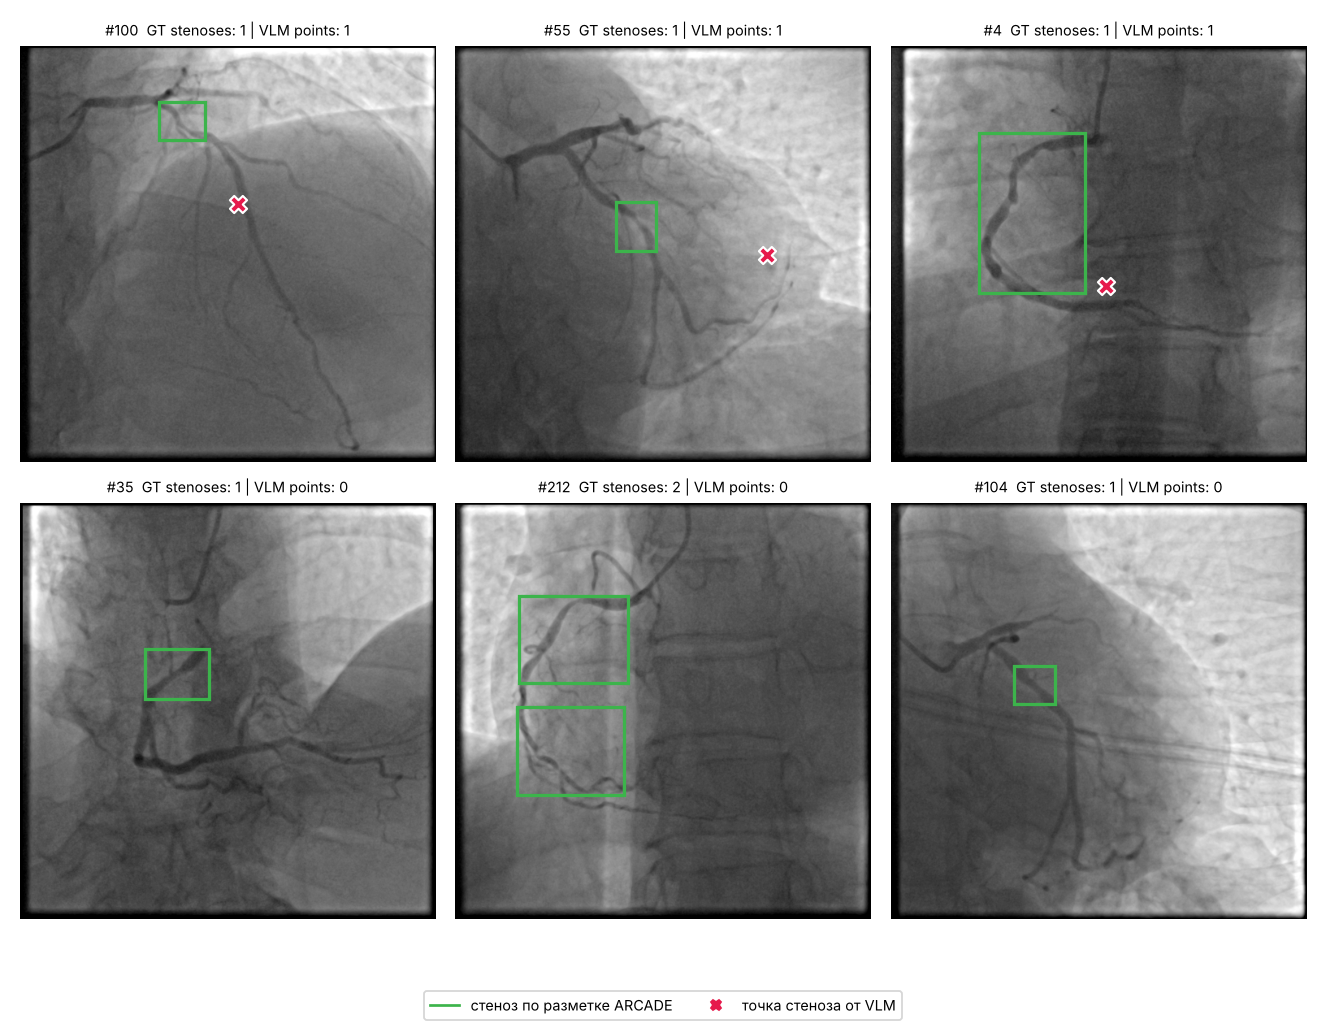 #100 GT stenoses: 1 | VLM points: 1
#55 GT stenoses: 1 | VLM points: 1
#4 GT stenoses: 1 | VLM points: 1
#35 GT stenoses: 1 | VLM points: 0
#212 GT stenoses: 2 | VLM points: 0
#104 GT stenoses: 1 | VLM points: 0
стеноз по разметке ARCADE
точка стеноза от VLM